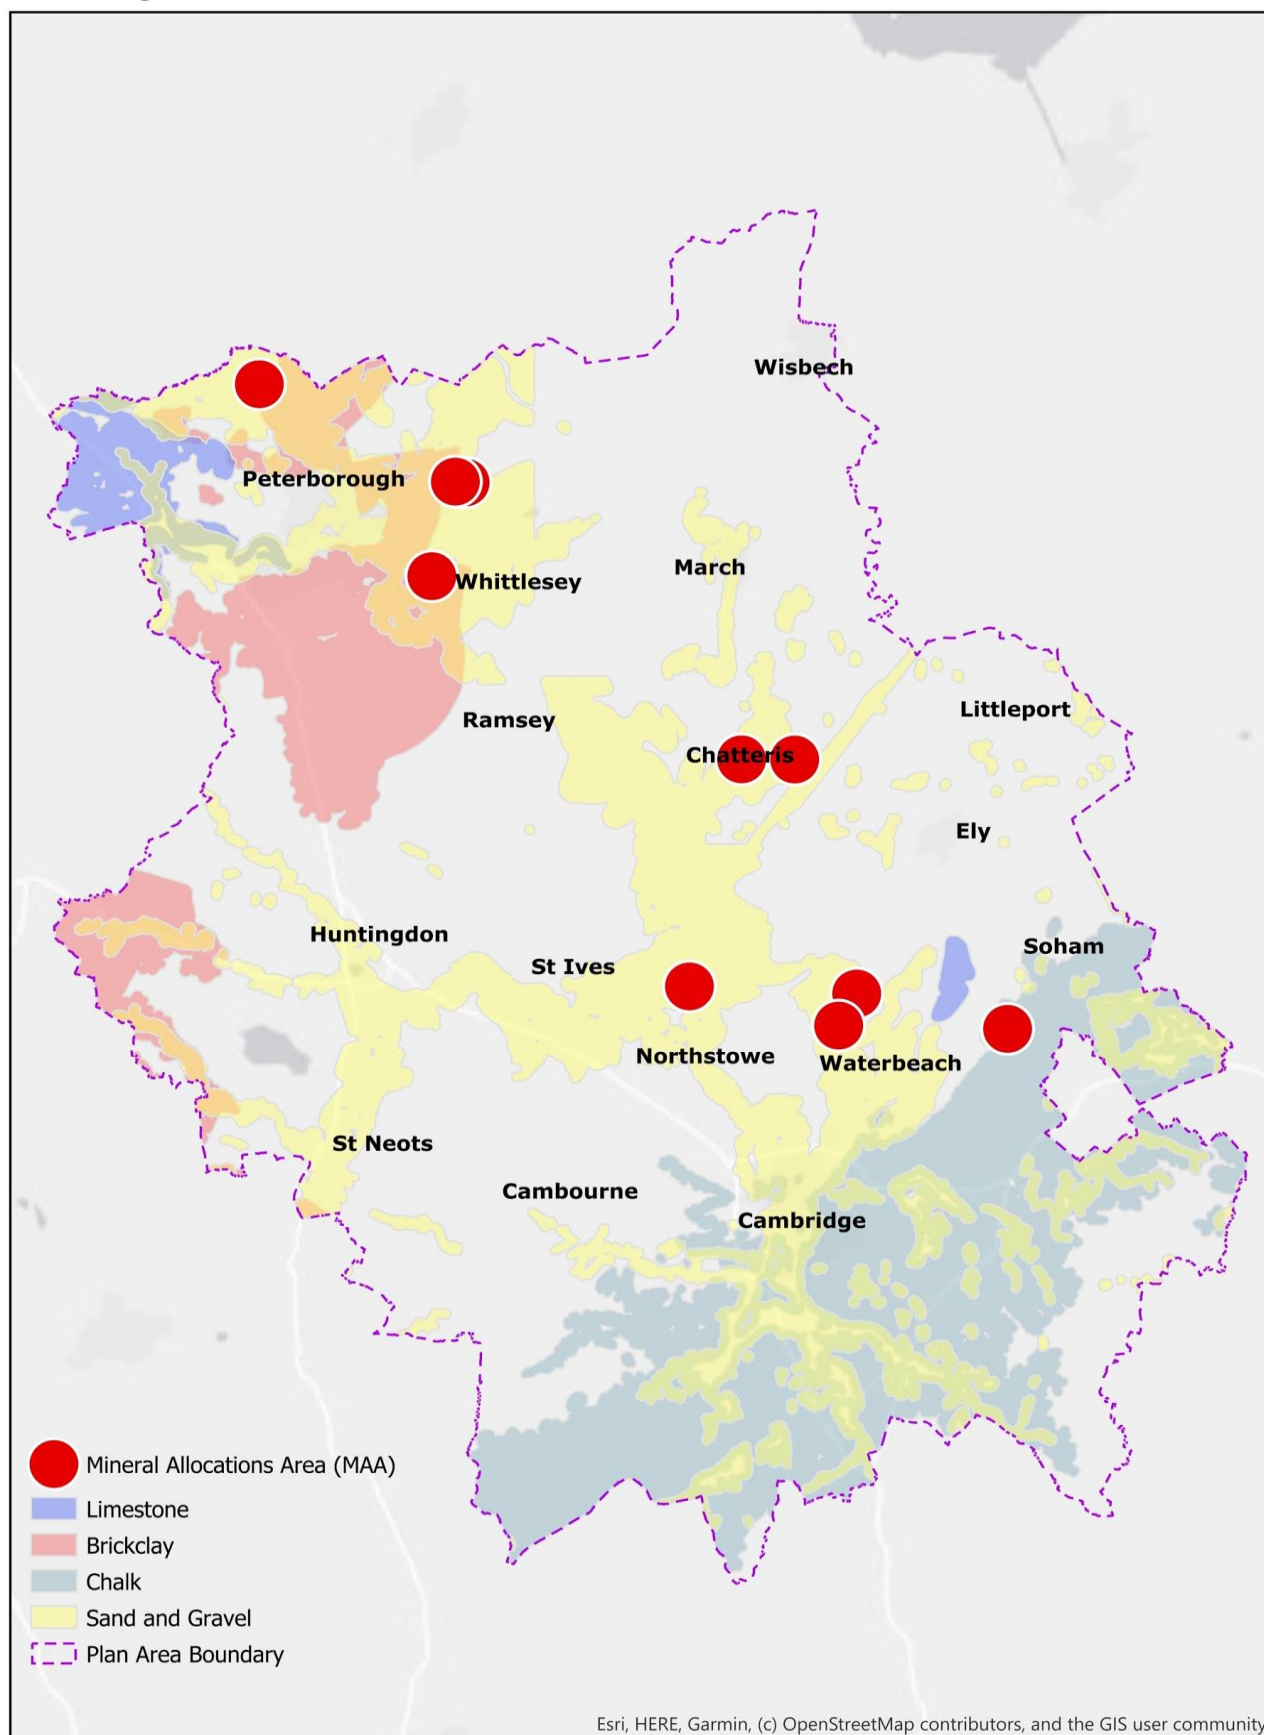 Wisbech
Peterborough
March
Whittlesey
Littleport
Ramsey
Chatteris
Ely
Huntingdon
Soham
St Ives
Northstowe
Waterbeach
St Neots
Cambourne
Cambridge
Mineral Allocations Area (MAA)
Limestone
Brickclay
Chalk
Sand and Gravel
Plan Area Boundary
Esri, HERE, Garmin, (c) OpenStreetMap contributors, and the GIS user community